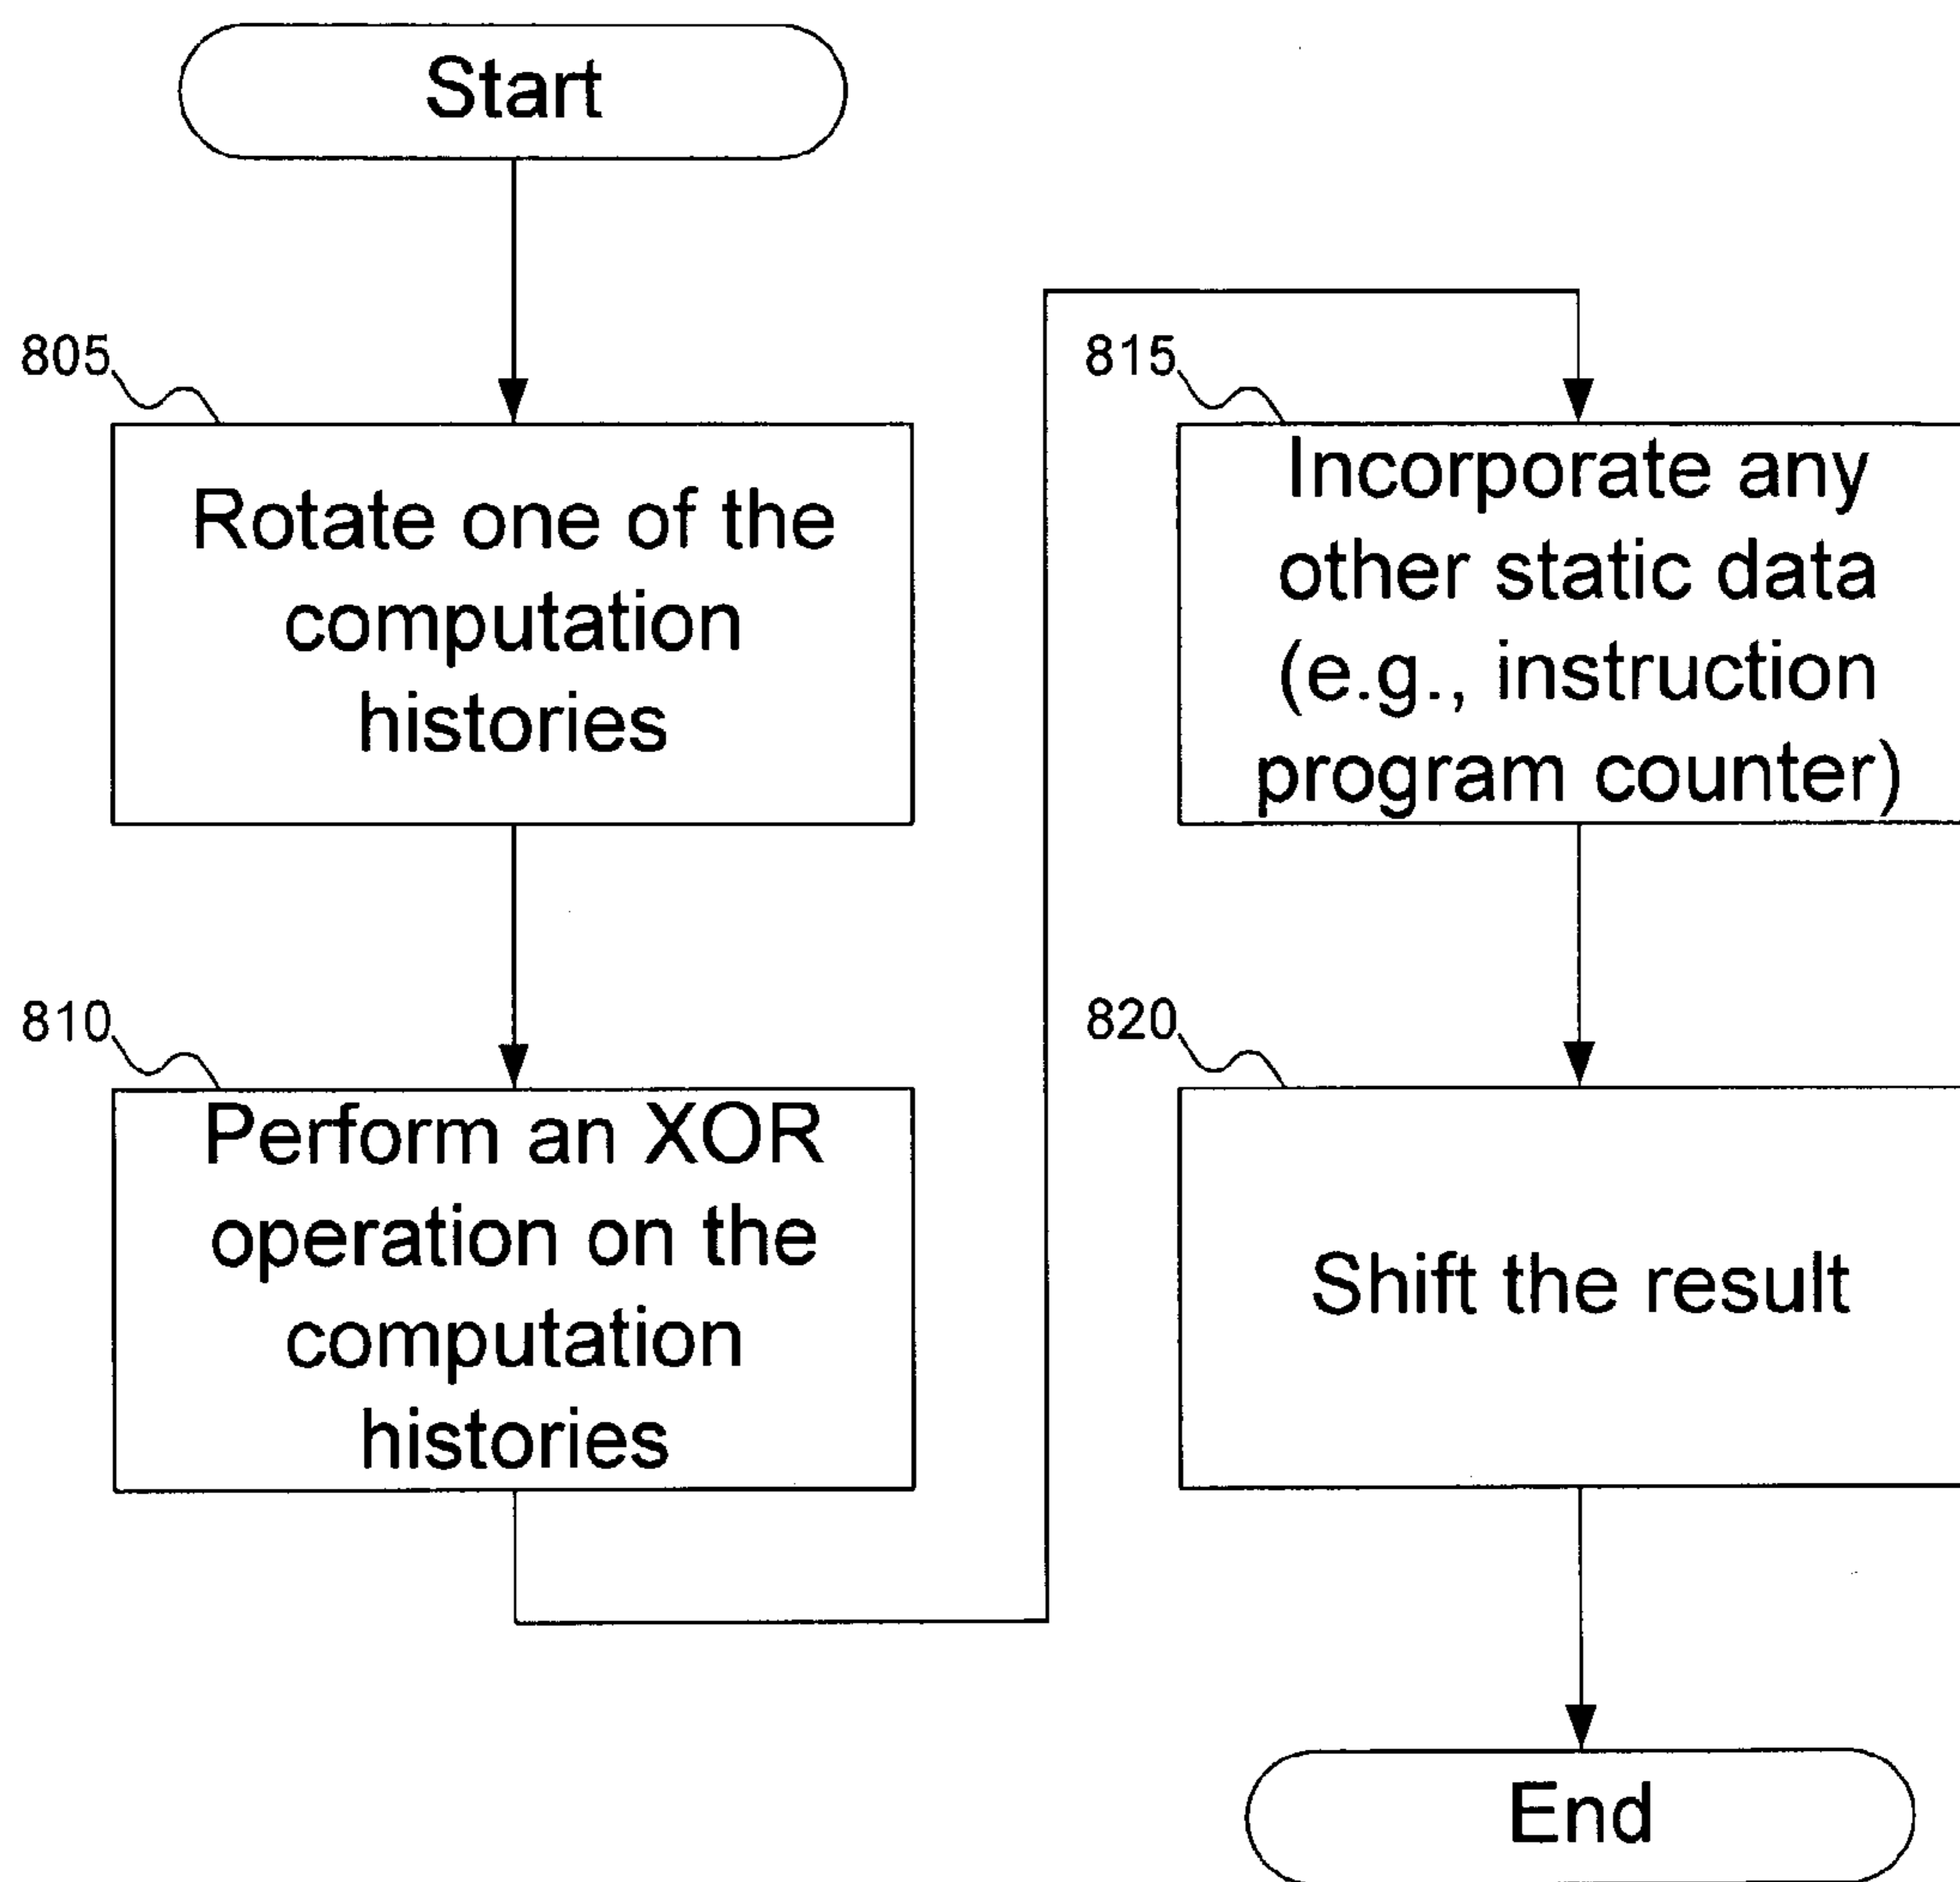 Start
805
Rotate one of the
computation
histories
810
Perform an XOR
operation on the
computation
histories
815
Incorporate any
other static data
(e.g., instruction
program counter)
820
Shift the result
End